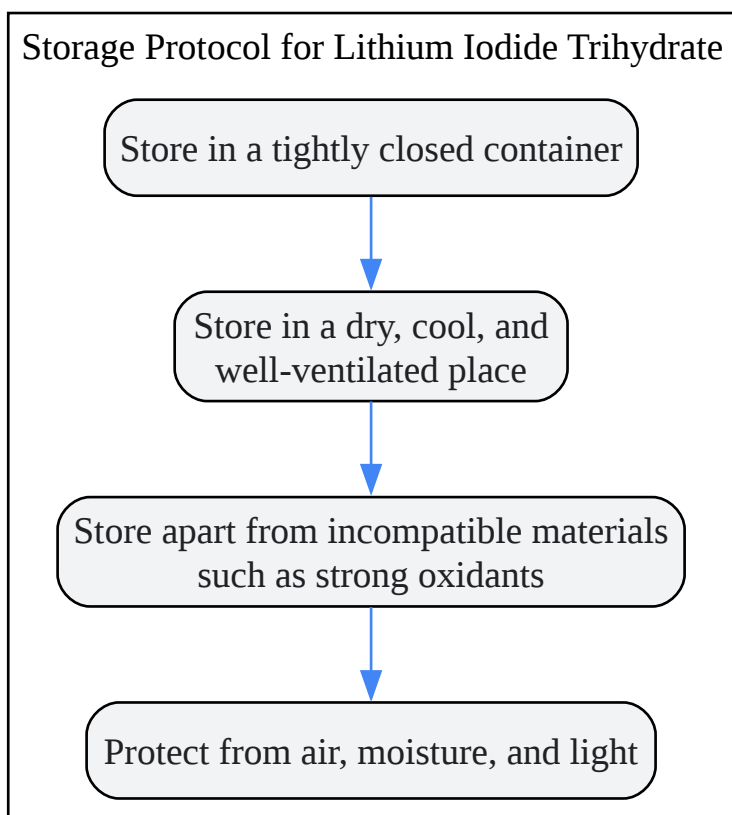 Storage Protocol for Lithium Iodide Trihydrate
Store in a tightly closed container
Store in a dry, cool, and
well-ventilated place
Store apart from incompatible materials
such as strong oxidants
Protect from air, moisture, and light